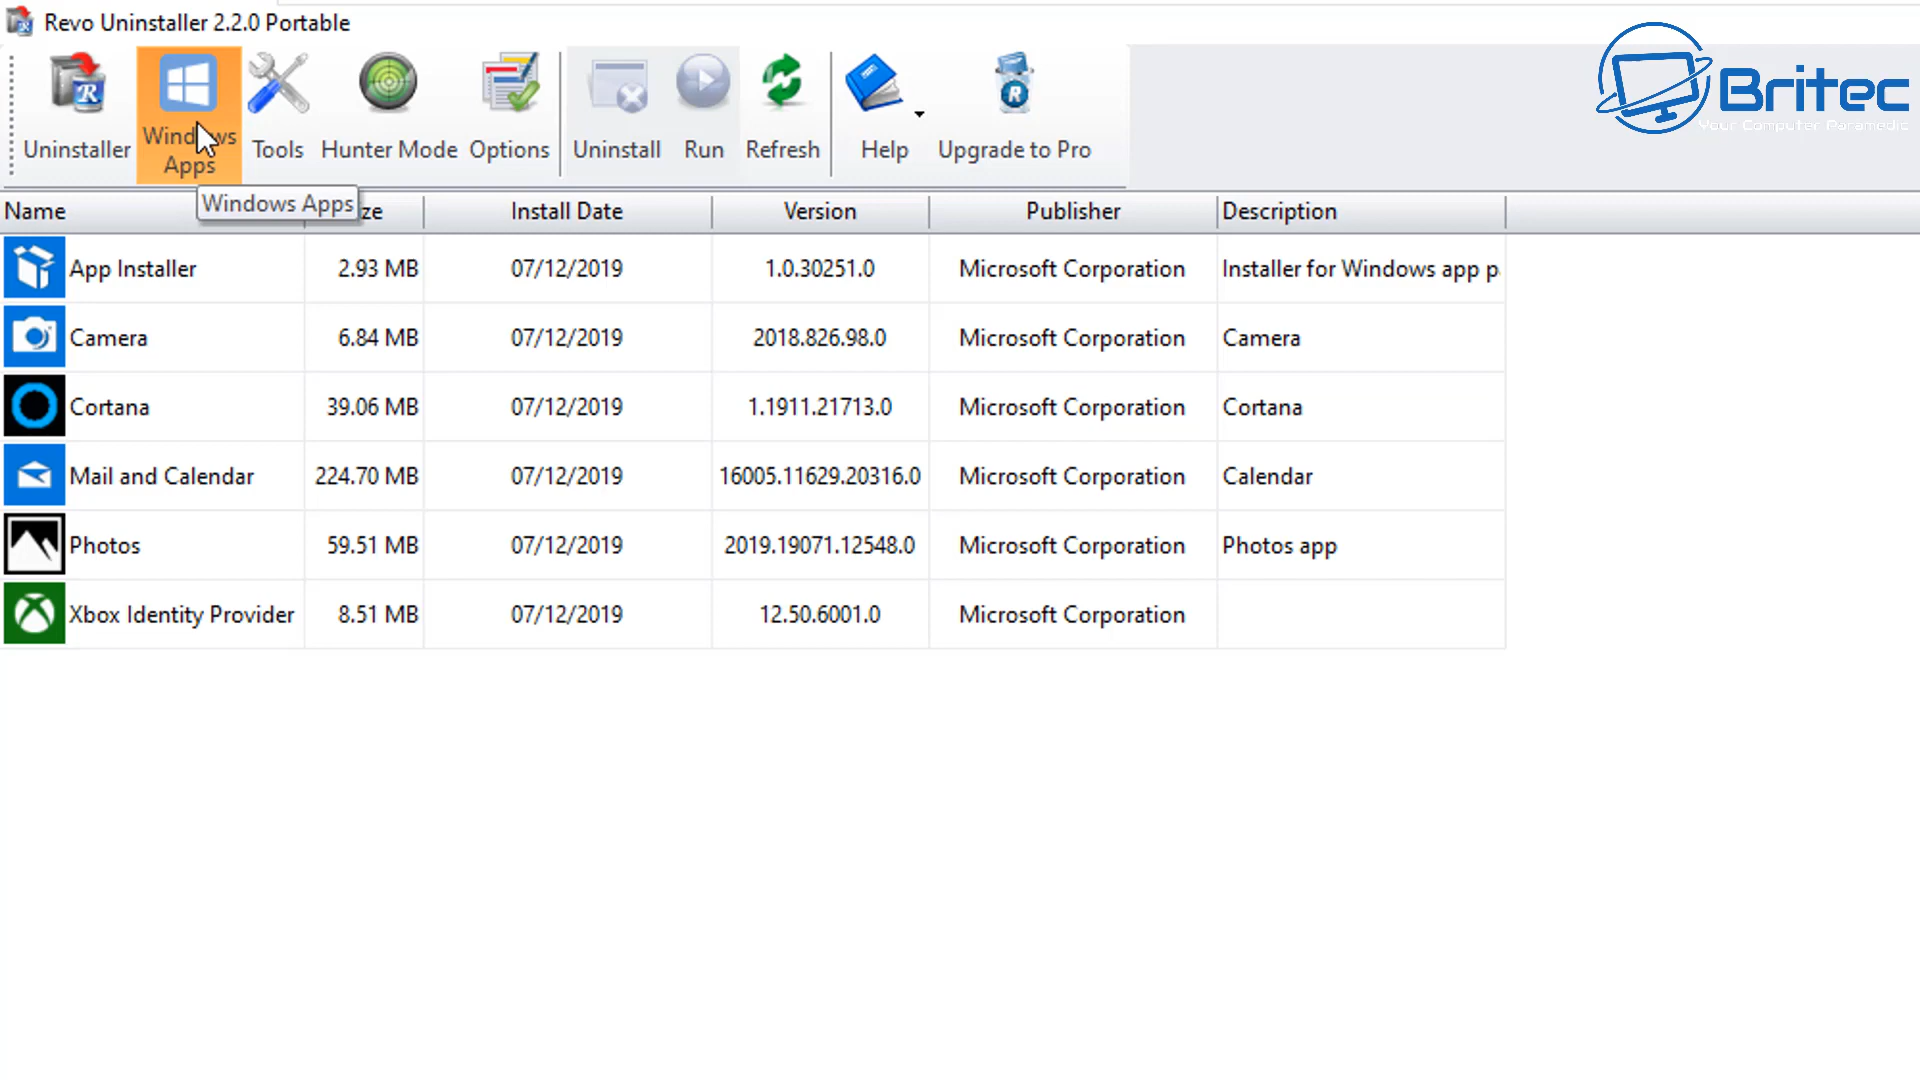 Revo Uninstaller 2.2.0 Portable
Britec
Your Computer Paramedic
Uninstaller
Windows Apps
Tools
Hunter Mode
Options
Uninstall
Run
Refresh
Help
Upgrade to Pro
Windows Apps
Name ze Install Date Version Publisher Description
App Installer 2.93 MB 07/12/2019 1.0.30251.0 Microsoft Corporation Installer for Windows app p
Camera 6.84 MB 07/12/2019 2018.826.98.0 Microsoft Corporation Camera
Cortana 39.06 MB 07/12/2019 1.1911.21713.0 Microsoft Corporation Cortana
Mail and Calendar 224.70 MB 07/12/2019 16005.11629.20316.0 Microsoft Corporation Calendar
Photos 59.51 MB 07/12/2019 2019.19071.12548.0 Microsoft Corporation Photos app
Xbox Identity Provider 8.51 MB 07/12/2019 12.50.6001.0 Microsoft Corporation